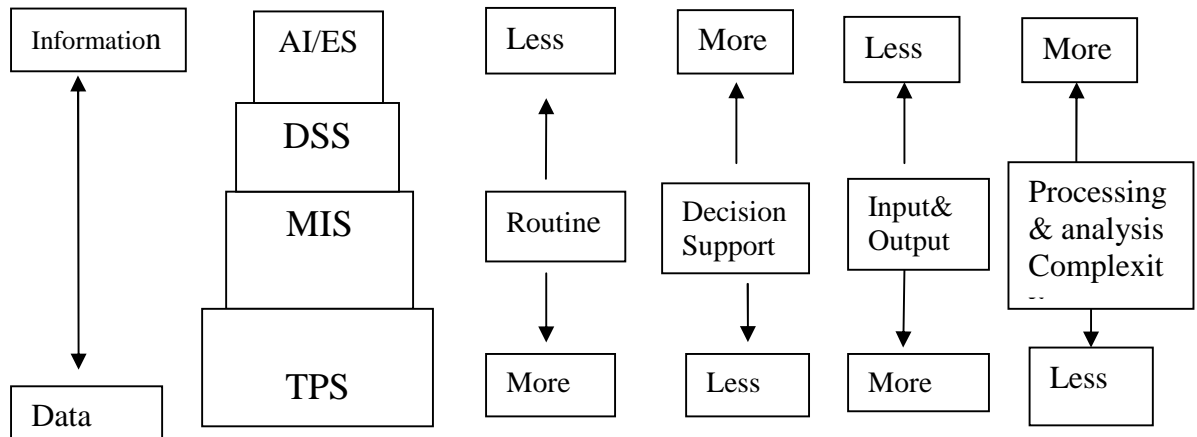 Information
AI/ES
Less
More
Less
More
DSS
MIS
Routine
Decision
Support
Input&
Output
Processing
& analysis
Complexit
TPS
More
Less
More
Less
Data